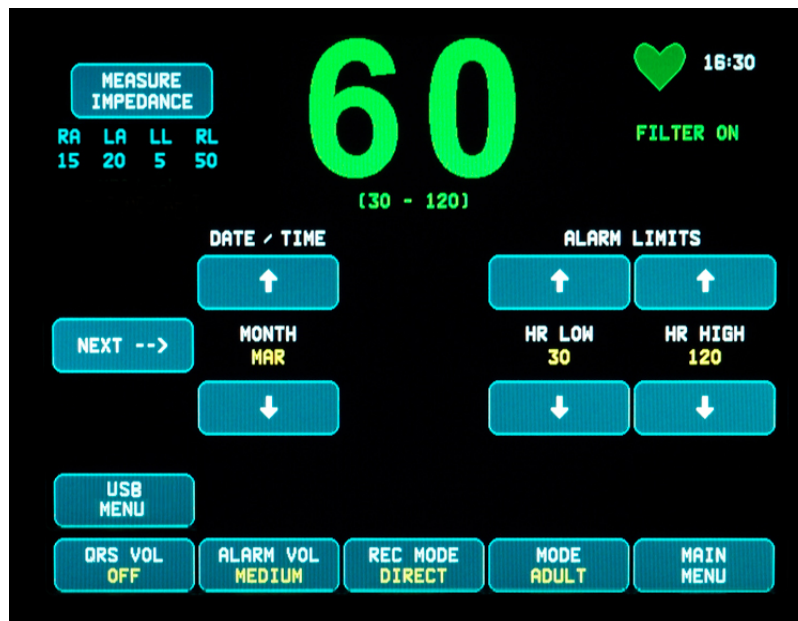 MEASURE
IMPEDANCE
RA LA LL RL
15 20 5 50
60
(30 - 120)
16:30
FILTER ON
DATE / TIME
ALARM LIMITS
NEXT -->
MONTH
MAR
HR LOW
30
HR HIGH
120
USB
MENU
QRS VOL
OFF
ALARM VOL
MEDIUM
REC MODE
DIRECT
MODE
ADULT
MAIN
MENU